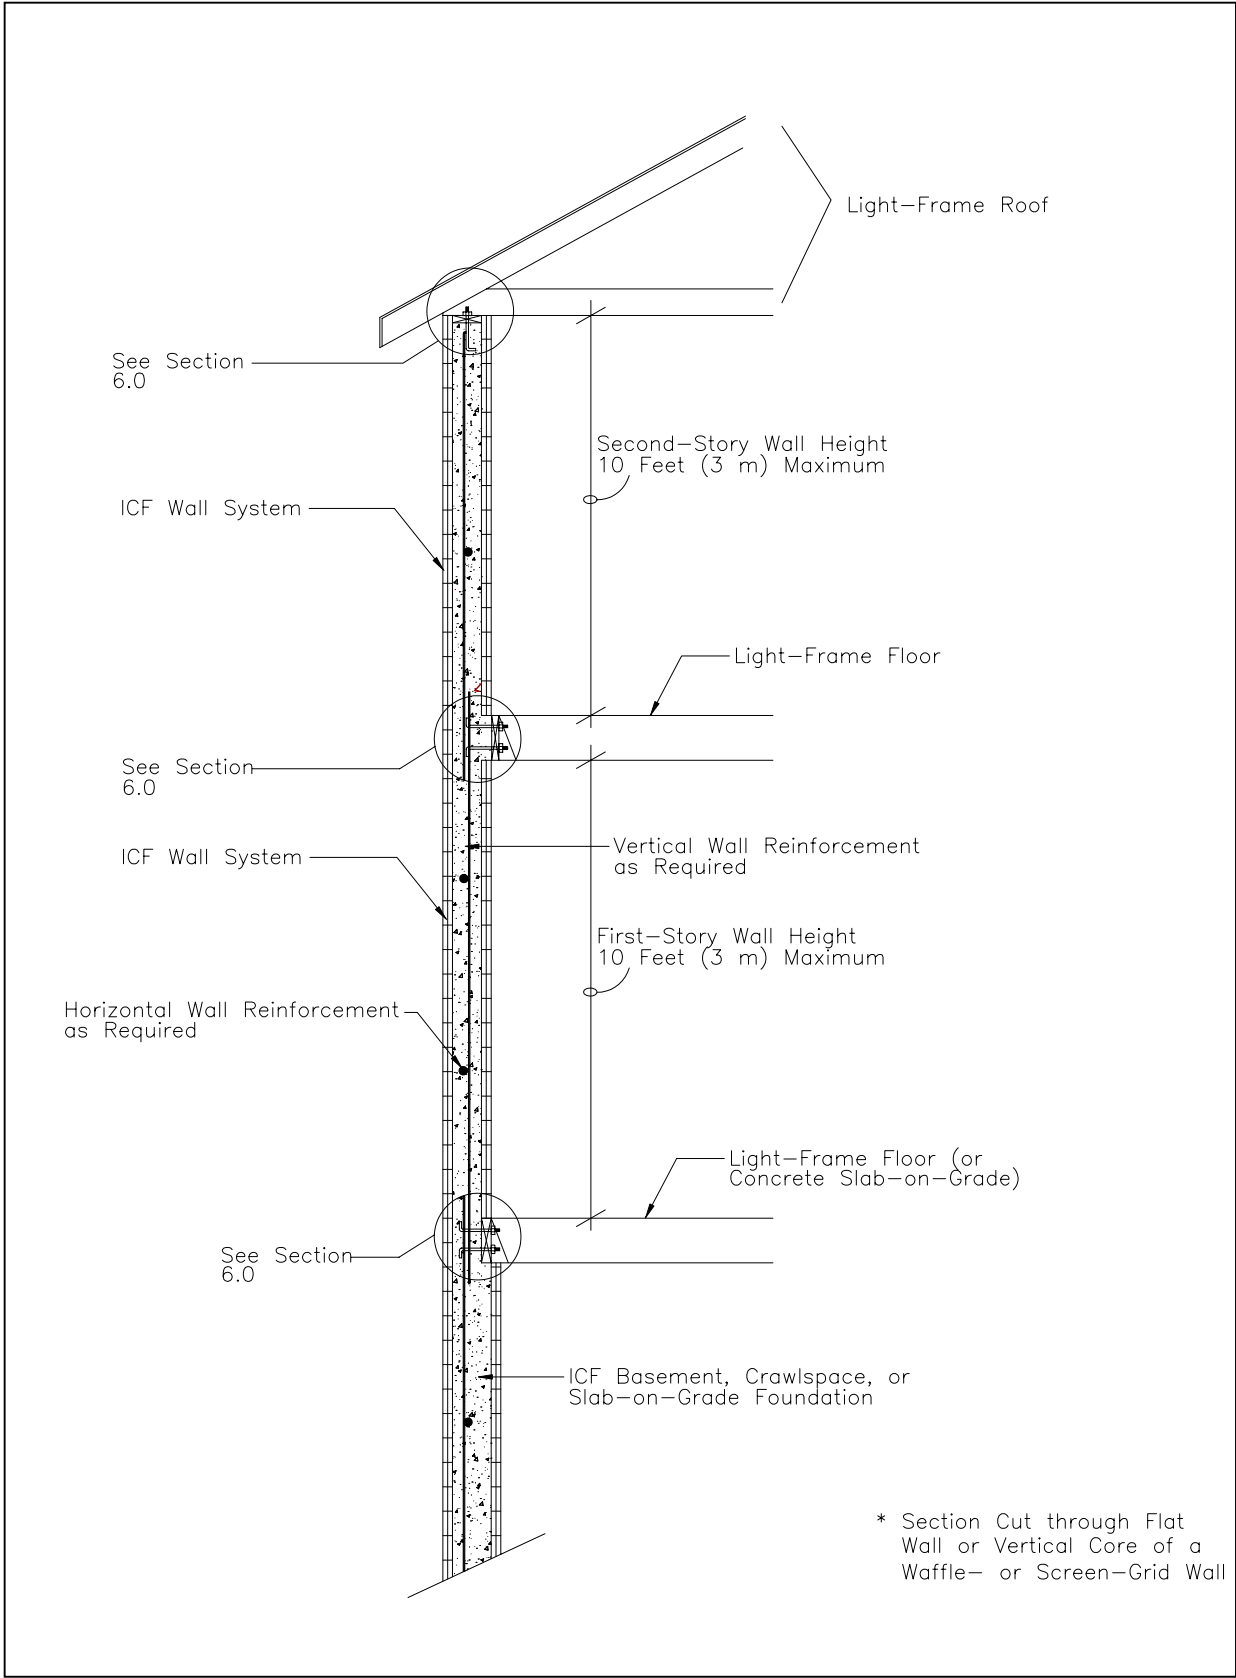 Light-Frame Roof
See Section
6.0
Second-Story Wall Height
10 Feet (3 m) Maximum
ICF Wall System
Light-Frame Floor
See Section
6.0
Vertical Wall Reinforcement
as Required
ICF Wall System
First-Story Wall Height
10 Feet (3 m) Maximum
Horizontal Wall Reinforcement
as Required
Light-Frame Floor (or
Concrete Slab-on-Grade)
See Section
6.0
ICF Basement, Crawlspace, or
Slab-on-Grade Foundation
* Section Cut through Flat
Wall or Vertical Core of a
Waffle- or Screen-Grid Wall